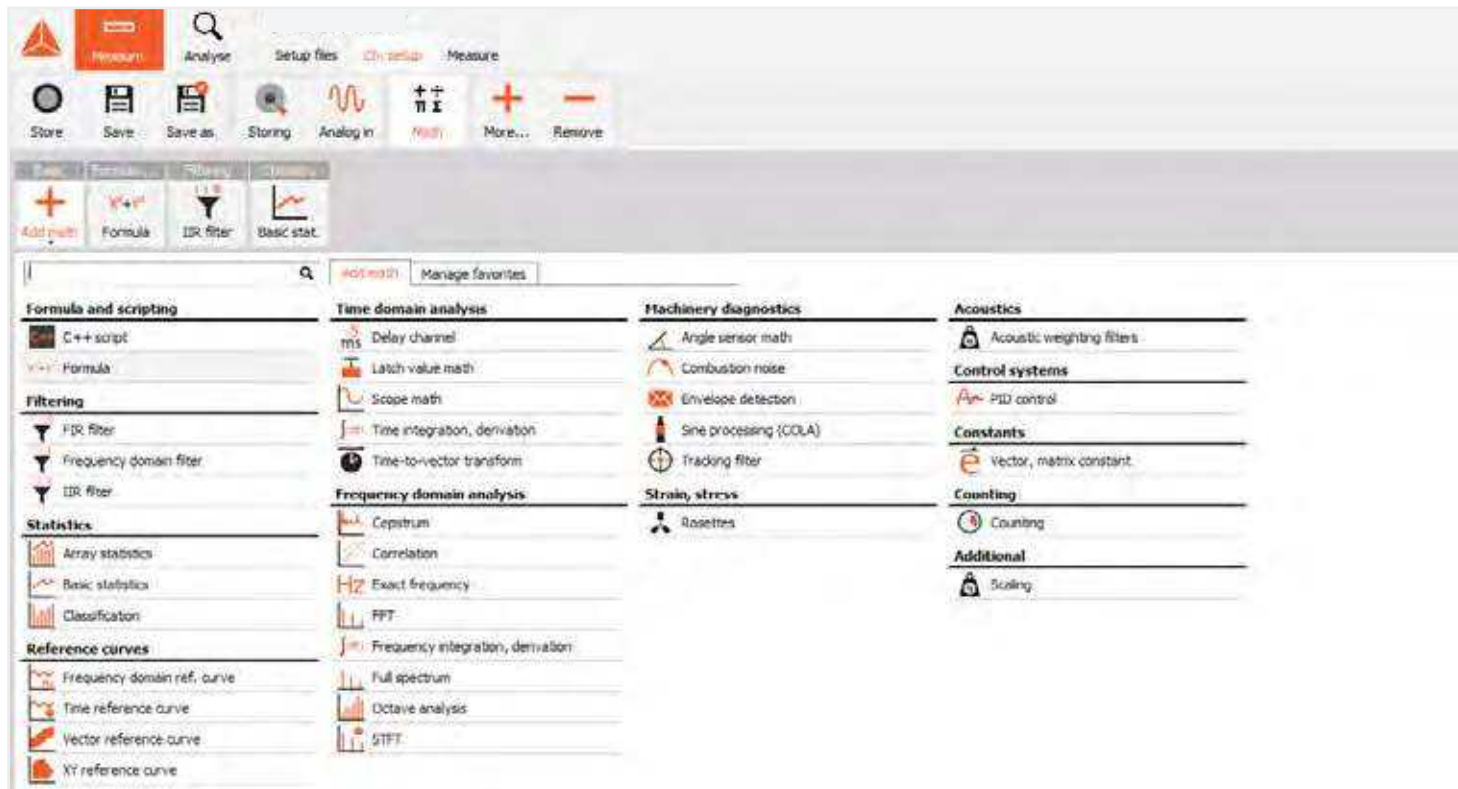 Measure Analyse Setup files Ch. setup Measure
Store Save Save as Storing Analog in Math More... Remove
Basic Formula... Filtering
Add math Formula IIR filter Basic stat.
Add math Manage favorites
Formula and scripting
C++ script
Formula
Filtering
FIR filter
Frequency domain filter
IIR filter
Statistics
Array statistics
Basic statistics
Classification
Reference curves
Frequency domain ref. curve
Time reference curve
Vector reference curve
XY reference curve
Time domain analysis
Delay channel
Latch value math
Scope math
Time integration, derivation
Time-to-vector transform
Frequency domain analysis
Cepstrum
Correlation
Exact frequency
FFT
Frequency integration, derivation
Full spectrum
Octave analysis
STFT
Machinery diagnostics
Angle sensor math
Combustion noise
Envelope detection
Sine processing (COLA)
Tracking filter
Strain, stress
Rosettes
Acoustics
Acoustic weighting filters
Control systems
PID control
Constants
Vector, matrix constant
Counting
Counting
Additional
Scaling